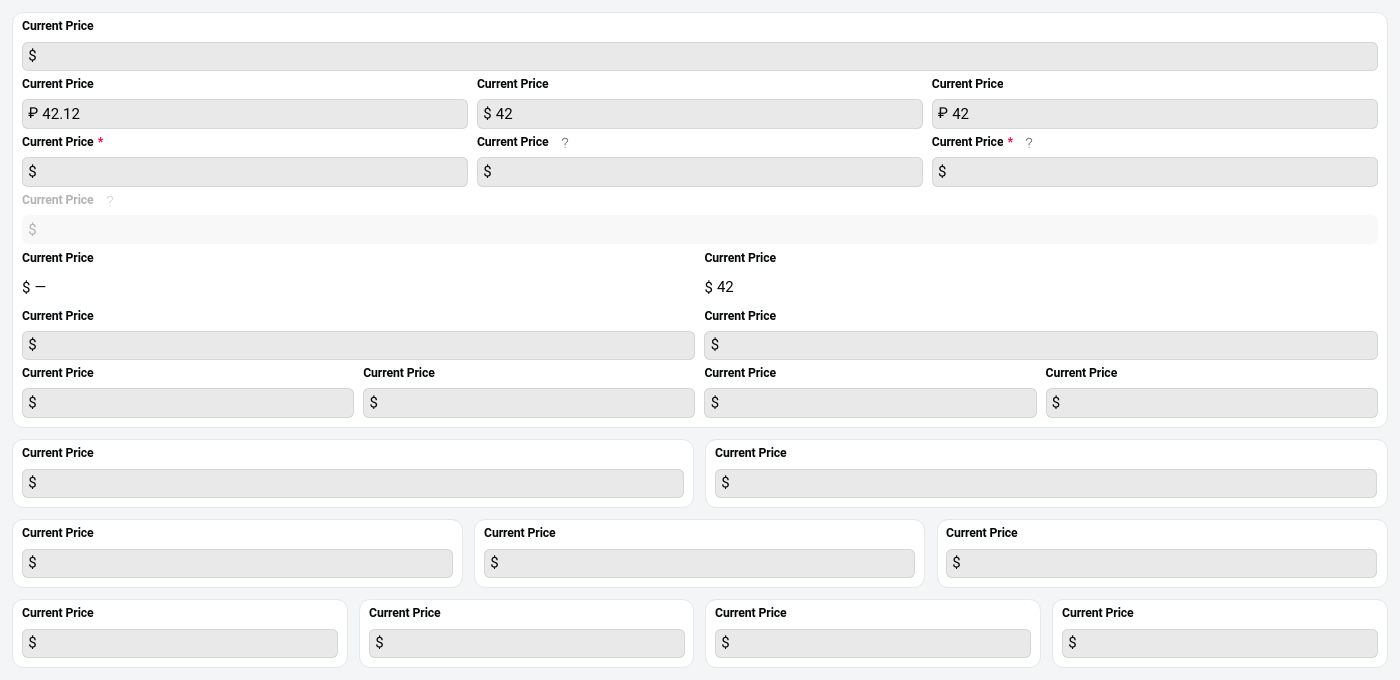 Current Price
$
Current Price Current Price Current Price
₽ 42.12 $ 42 ₽ 42
Current Price * Current Price ? Current Price * ?
$ $ $
Current Price ?
$
Current Price Current Price
$ — $ 42
Current Price Current Price
$ $
Current Price Current Price Current Price Current Price
$ $ $ $
Current Price Current Price
$ $
Current Price Current Price Current Price
$ $ $
Current Price Current Price Current Price Current Price
$ $ $ $